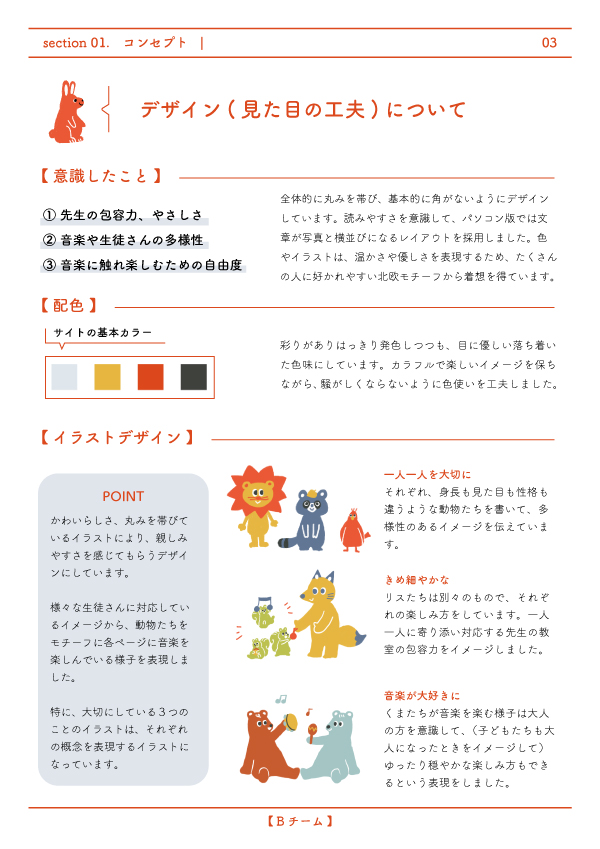 section 01.　コンセプト　|
03
デザイン ( 見た目の工夫 ) について
【 意識したこと 】
① 先生の包容力、やさしさ
② 音楽や生徒さんの多様性
③ 音楽に触れ楽しむための自由度
全体的に丸みを帯び、基本的に角がないようにデザイン
しています。読みやすさを意識して、パソコン版では文
章が写真と横並びになるレイアウトを採用しました。色
やイラストは、温かさや優しさを表現するため、たくさん
の人に好かれやすい北欧モチーフから着想を得ています。
【 配色 】
サイトの基本カラー
彩りがありはっきり発色しつつも、目に優しい落ち着い
た色味にしています。カラフルで楽しいイメージを保ち
ながら、騒がしくならないように色使いを工夫しました。
【 イラストデザイン 】
POINT
かわいらしさ、丸みを帯びて
いるイラストにより、親しみ
やすさを感じてもらうデザイ
ンにしています。
様々な生徒さんに対応してい
るイメージから、動物たちを
モチーフに各ページに音楽を
楽しんでいる様子を表現しま
した。
特に、大切にしている３つの
ことのイラストは、それぞれ
の概念を表現するイラストに
なっています。
一人一人を大切に
それぞれ、身長も見た目も性格も
違うような動物たちを書いて、多
様性のあるイメージを伝えていま
す。
きめ細やかな
リスたちは別々のもので、それぞ
れの楽しみ方をしています。一人
一人に寄り添い対応する先生の教
室の包容力をイメージしました。
音楽が大好きに
くまたちが音楽を楽む様子は大人
の方を意識して、（子どもたちも大
人になったときをイメージして）
ゆったり穏やかな楽しみ方もでき
るという表現をしました。
【 B チーム 】